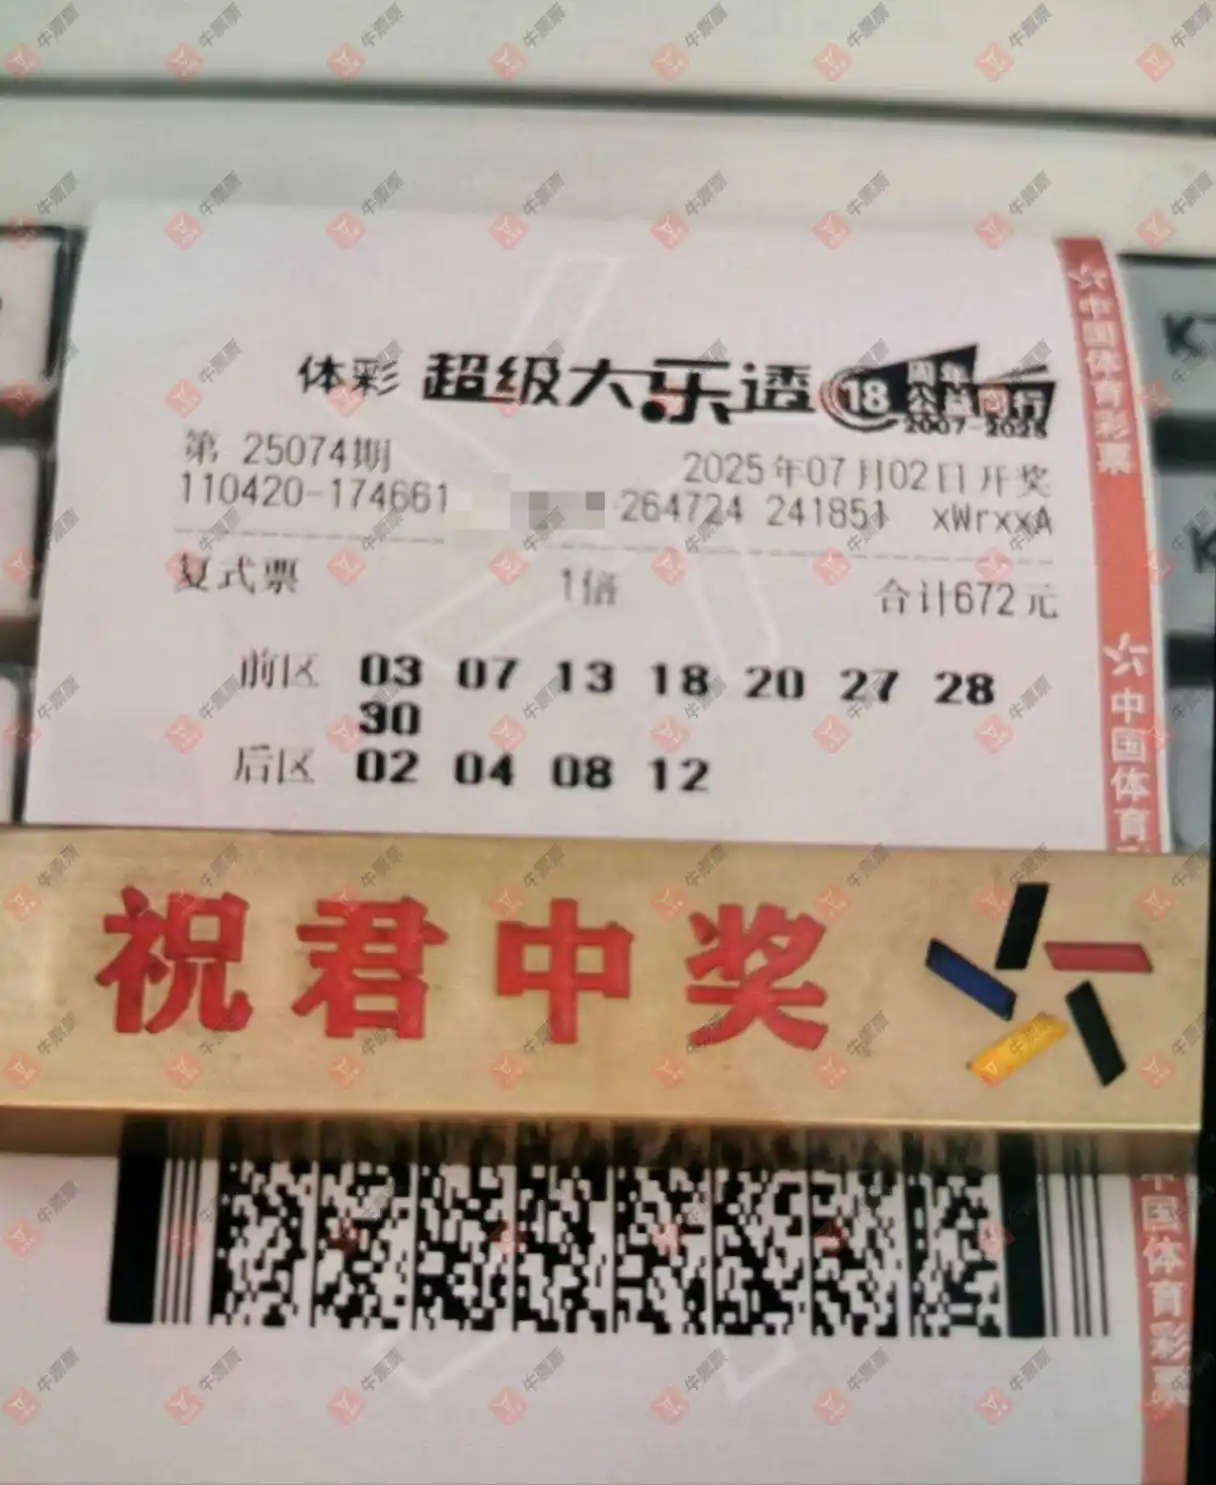 体彩 超级大乐透 18 周年 公益同行 2007-2025
第 25074期 2025年07月02日开奖
110420-174661 264724 241851 xWrxxA
复式票 1倍 合计672元
前区 03 07 13 18 20 27 28
30
后区 02 04 08 12
祝君中奖
中国体育彩票
中国体育彩
中国体育彩票
牛票票